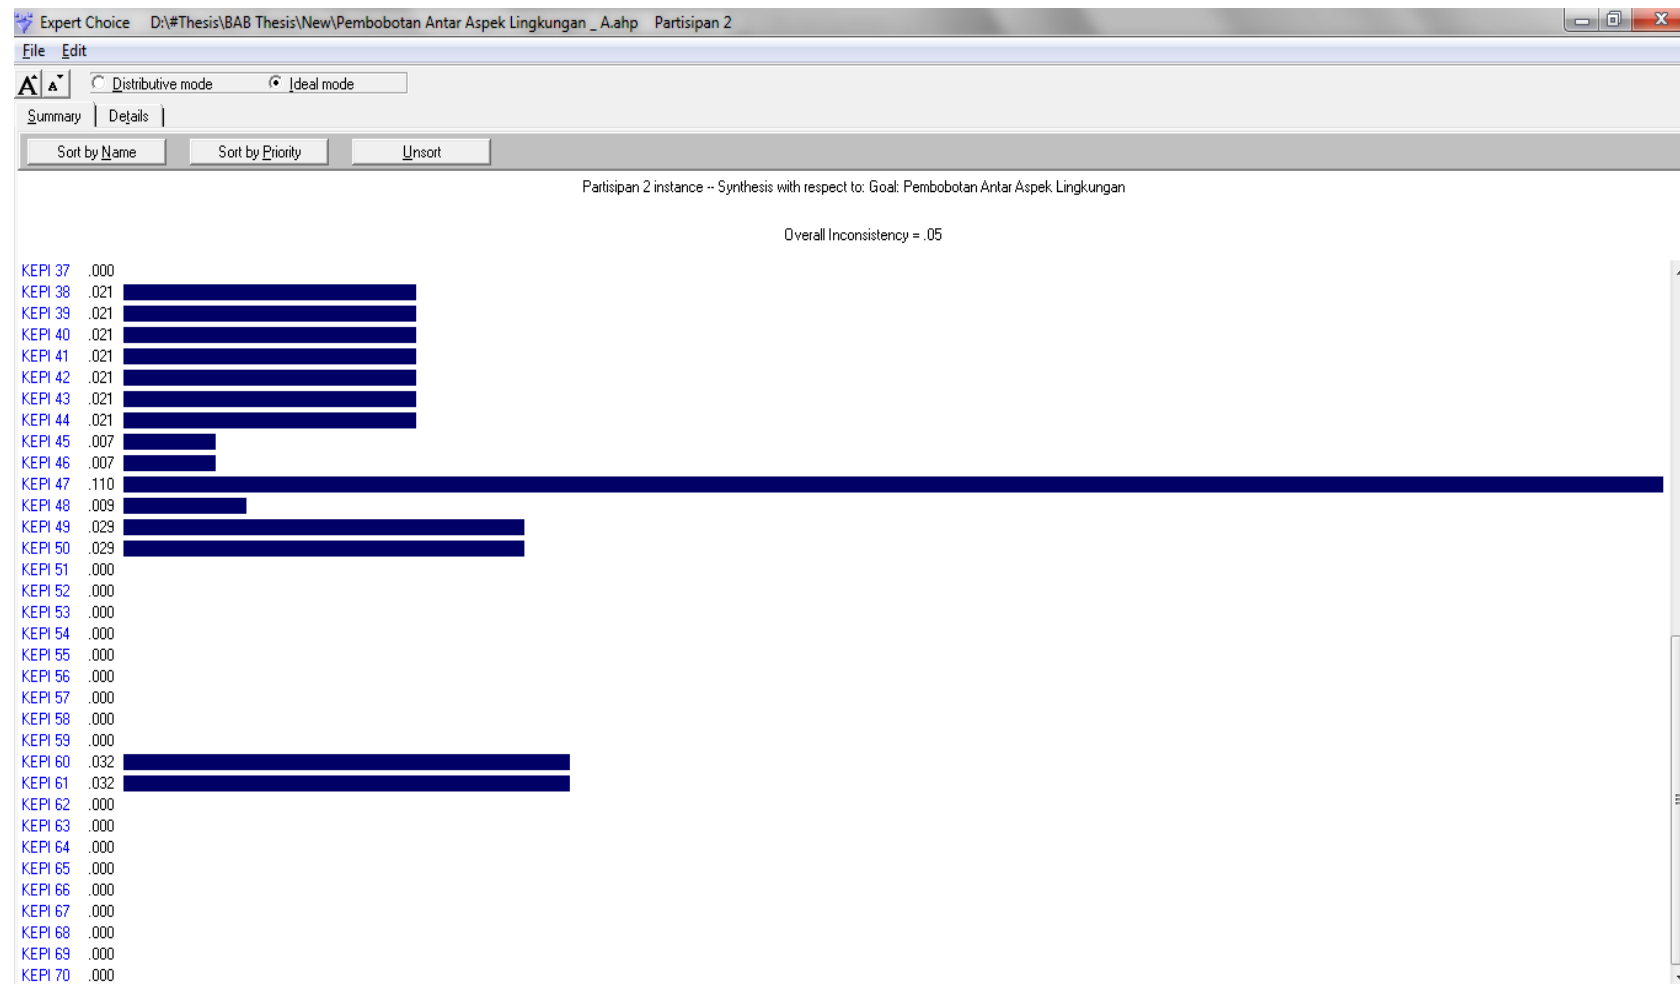 Expert Choice D:\#Thesis\BAB Thesis\New\Pembobotan Antar Aspek Lingkungan _ A.ahp Partisipan 2
File Edit
A A Distributive mode Ideal mode
Summary Details
Sort by Name Sort by Priority Unsort
Partisipan 2 instance -- Synthesis with respect to: Goal: Pembobotan Antar Aspek Lingkungan
Overall Inconsistency = .05
KEPI 37 .000
KEPI 38 .021
KEPI 39 .021
KEPI 40 .021
KEPI 41 .021
KEPI 42 .021
KEPI 43 .021
KEPI 44 .021
KEPI 45 .007
KEPI 46 .007
KEPI 47 .110
KEPI 48 .009
KEPI 49 .029
KEPI 50 .029
KEPI 51 .000
KEPI 52 .000
KEPI 53 .000
KEPI 54 .000
KEPI 55 .000
KEPI 56 .000
KEPI 57 .000
KEPI 58 .000
KEPI 59 .000
KEPI 60 .032
KEPI 61 .032
KEPI 62 .000
KEPI 63 .000
KEPI 64 .000
KEPI 65 .000
KEPI 66 .000
KEPI 67 .000
KEPI 68 .000
KEPI 69 .000
KEPI 70 .000